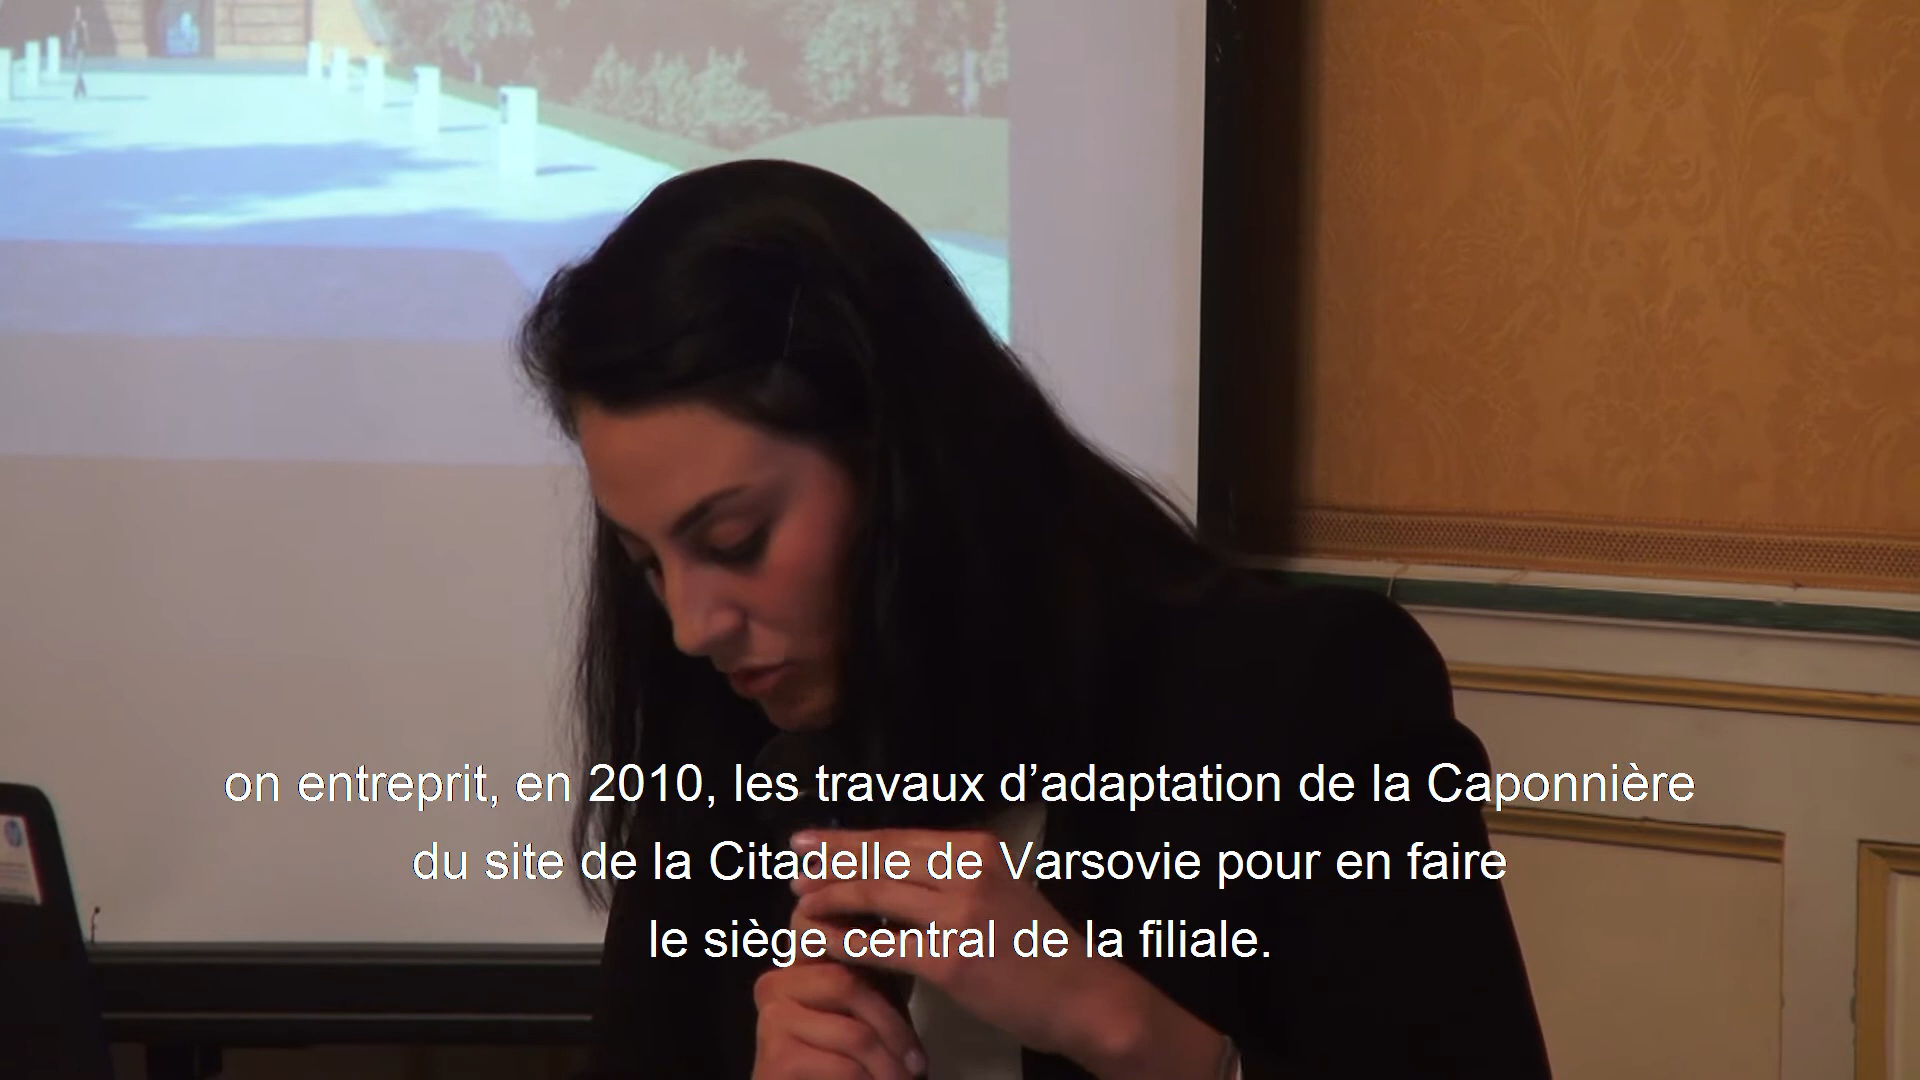 on entreprit, en 2010, les travaux d’adaptation de la Caponnière
du site de la Citadelle de Varsovie pour en faire
le siège central de la filiale.